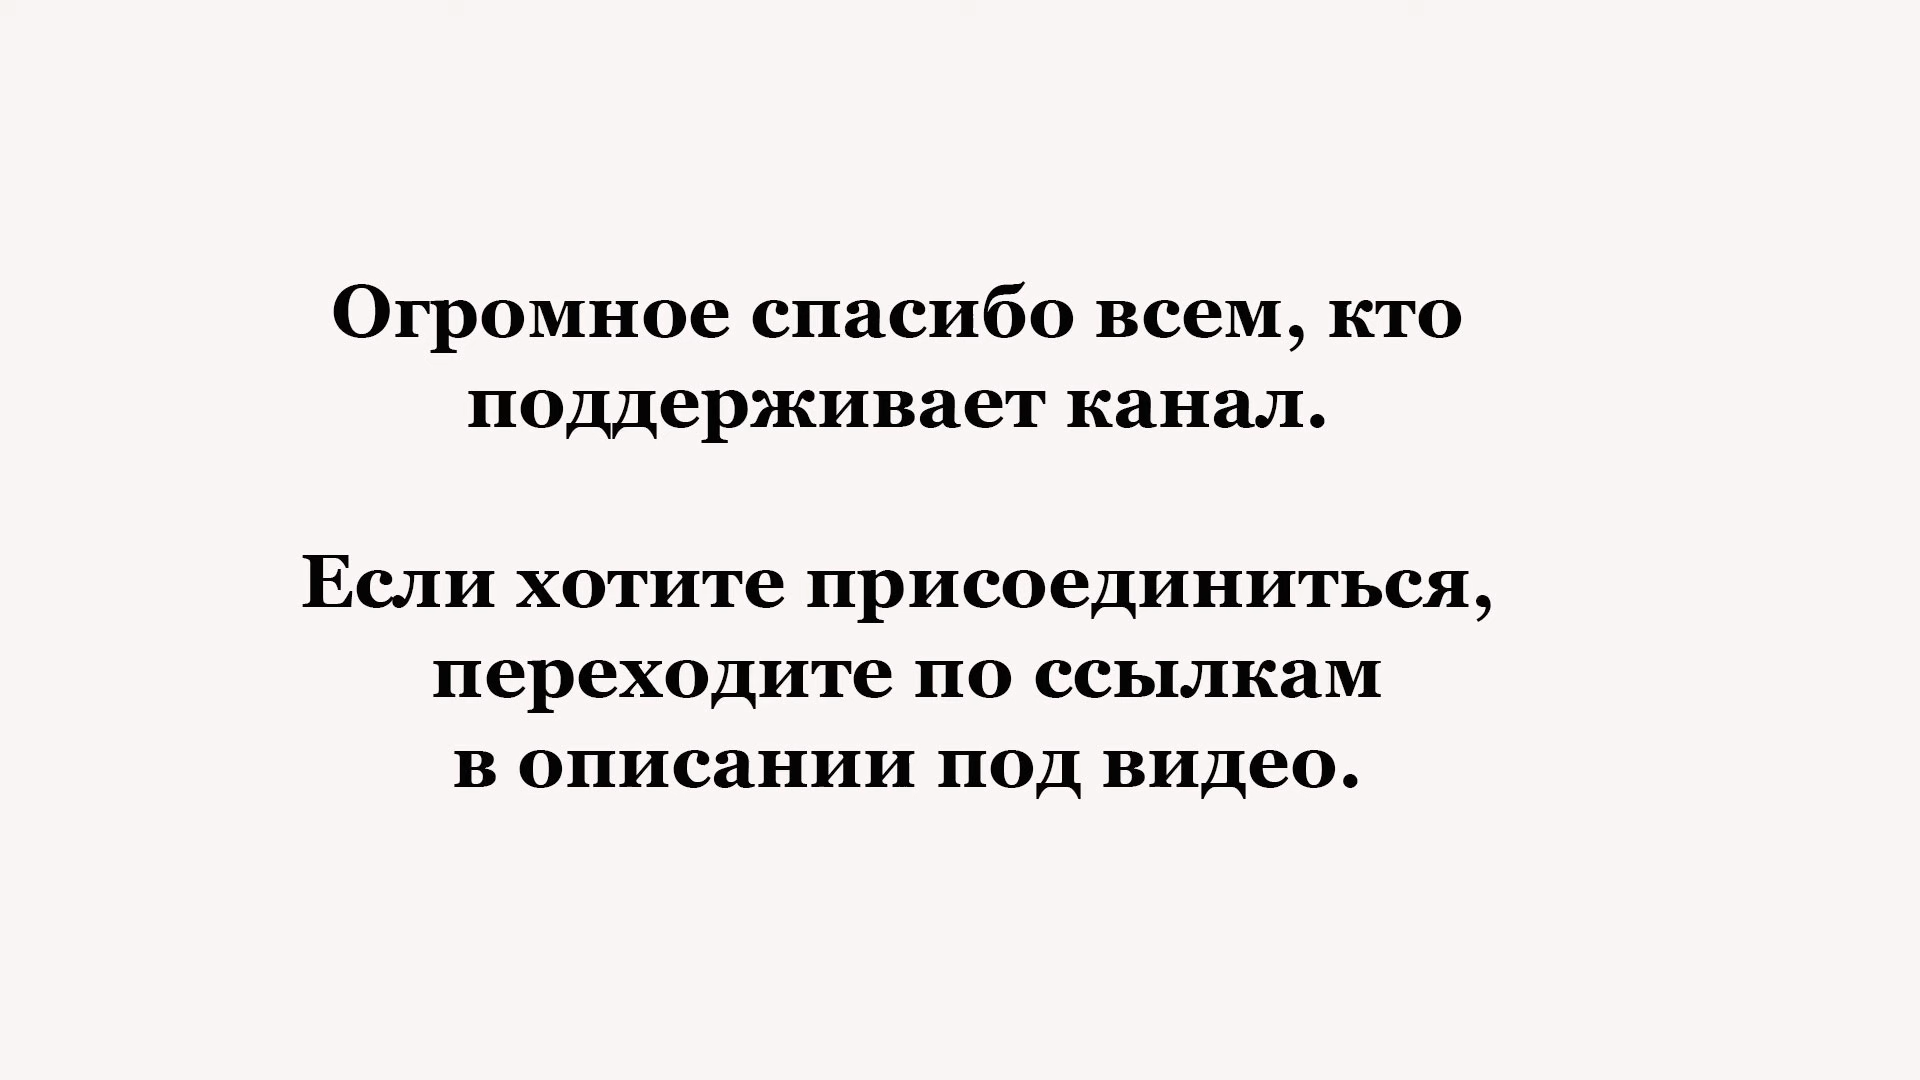 Огромное спасибо всем, кто
поддерживает канал.
Если хотите присоединиться,
переходите по ссылкам
в описании под видео.